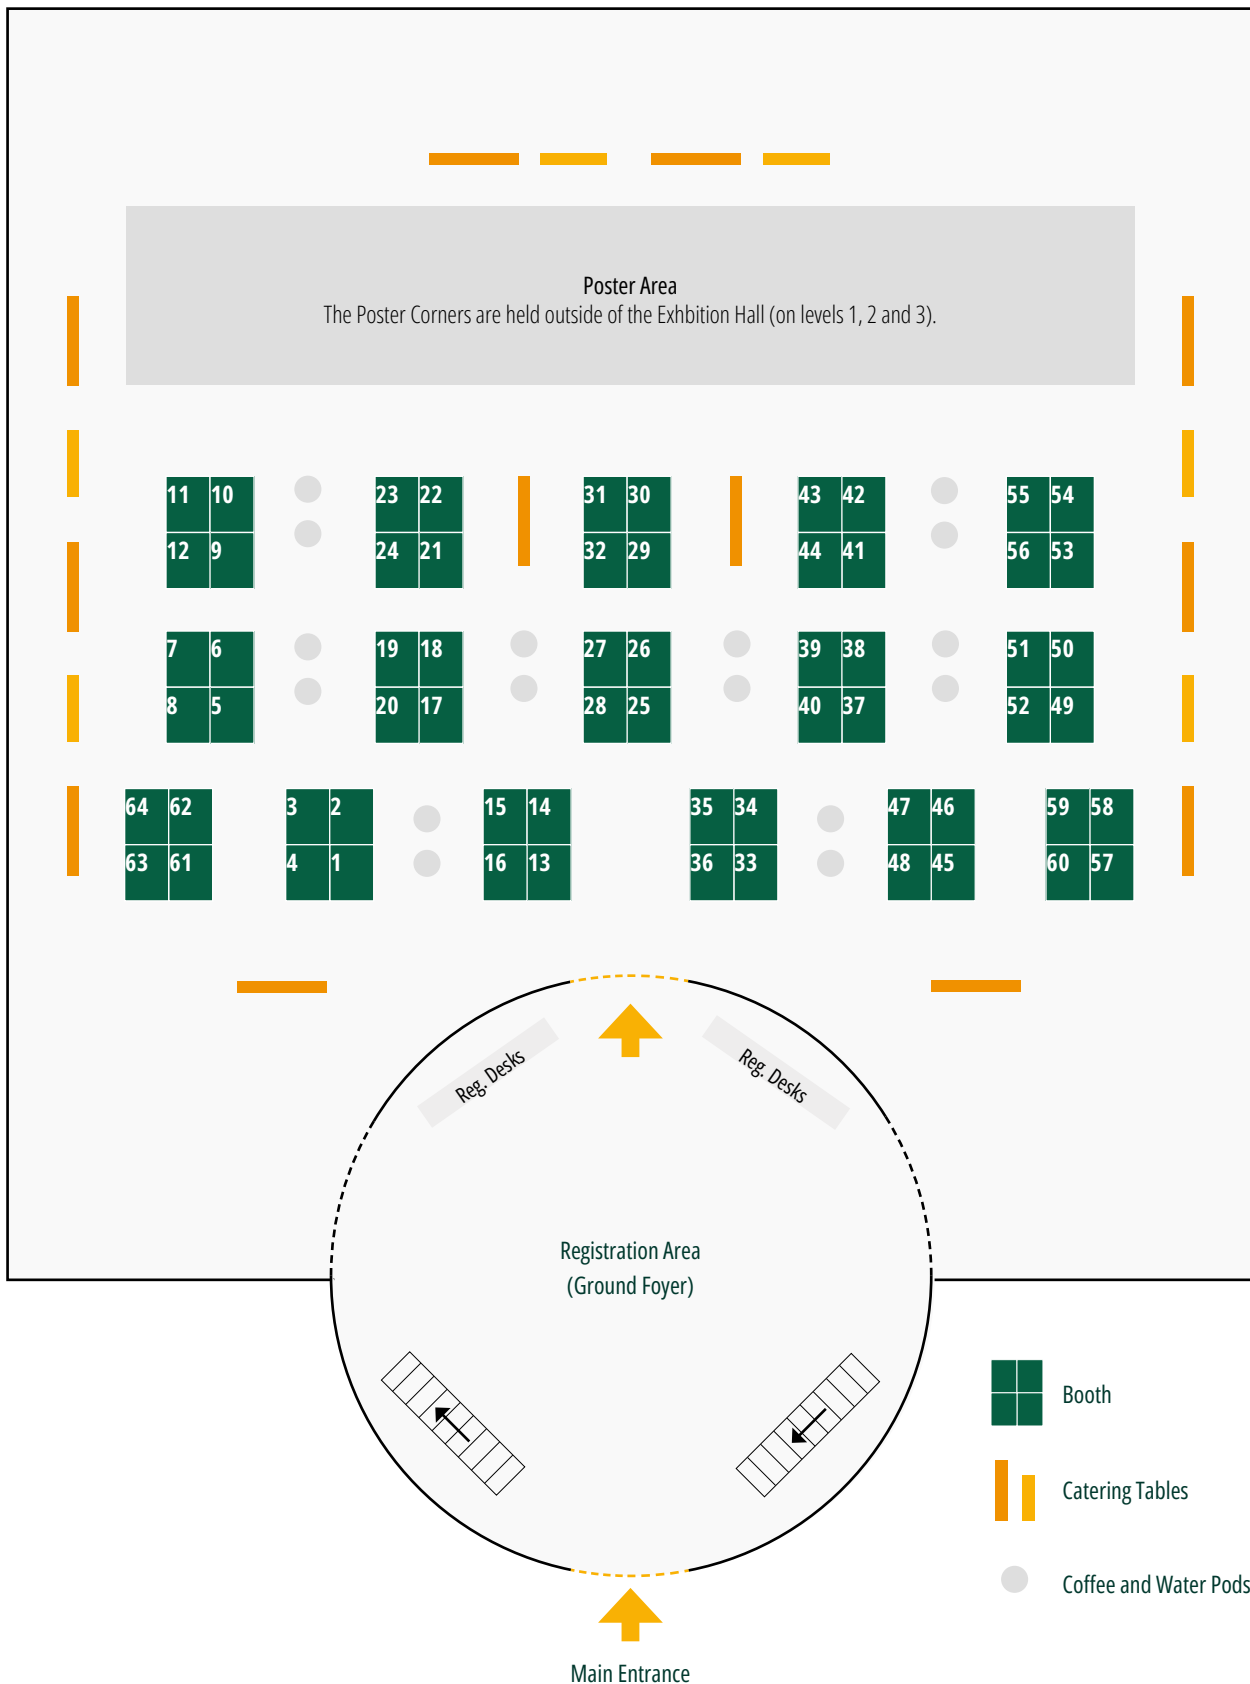 Poster Area
The Poster Corners are held outside of the Exhbition Hall (on levels 1, 2 and 3).
11 10 23 22 31 30 43 42 55 54
12 9 24 21 32 29 44 41 56 53
7 6 19 18 27 26 39 38 51 50
8 5 20 17 28 25 40 37 52 49
64 62 3 2 15 14 35 34 47 46 59 58
63 61 4 1 16 13 36 33 48 45 60 57
Reg. Desks
Reg. Desks
Registration Area
(Ground Foyer)
Booth
Catering Tables
Coffee and Water Pods
Main Entrance